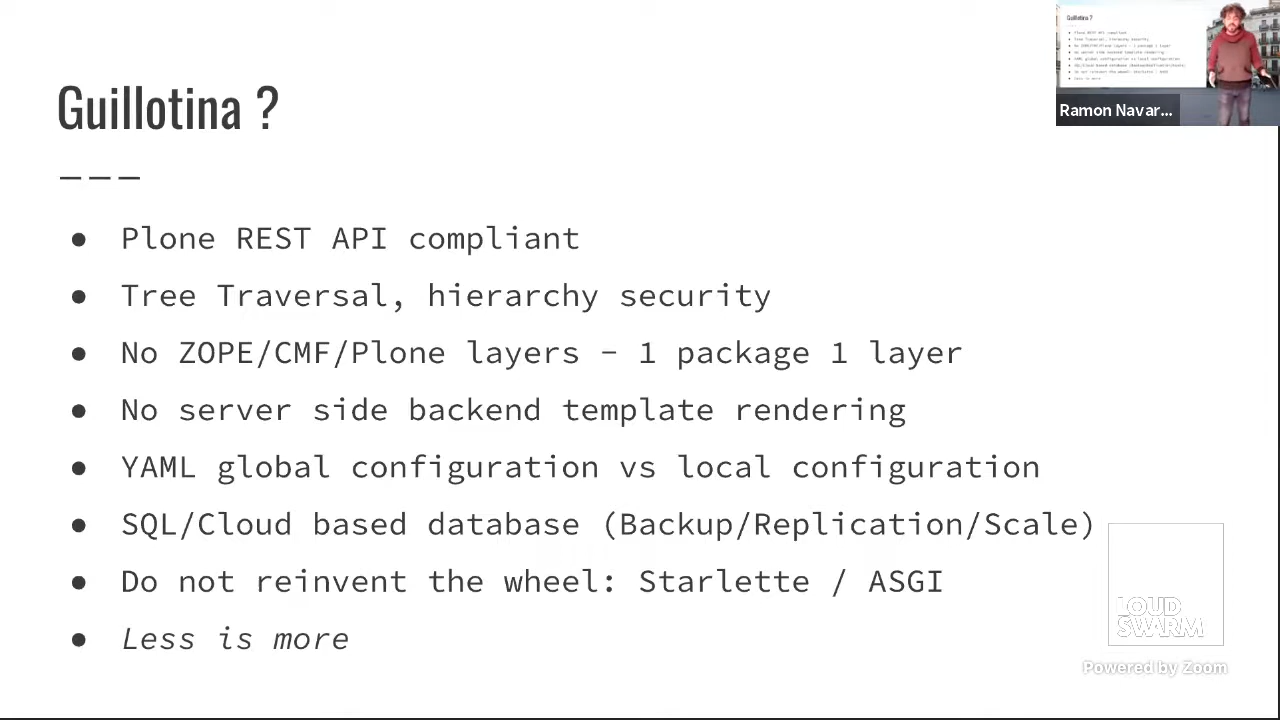 Guillotina ?
---
● Plone REST API compliant
● Tree Traversal, hierarchy security
● No ZOPE/CMF/Plone layers - 1 package 1 layer
● No server side backend template rendering
● YAML global configuration vs local configuration
● SQL/Cloud based database (Backup/Replication/Scale)
● Do not reinvent the wheel: Starlette / ASGI
● Less is more
Guillotina ?
Ramon Navar...
LOUD
SWARM
Powered by Zoom